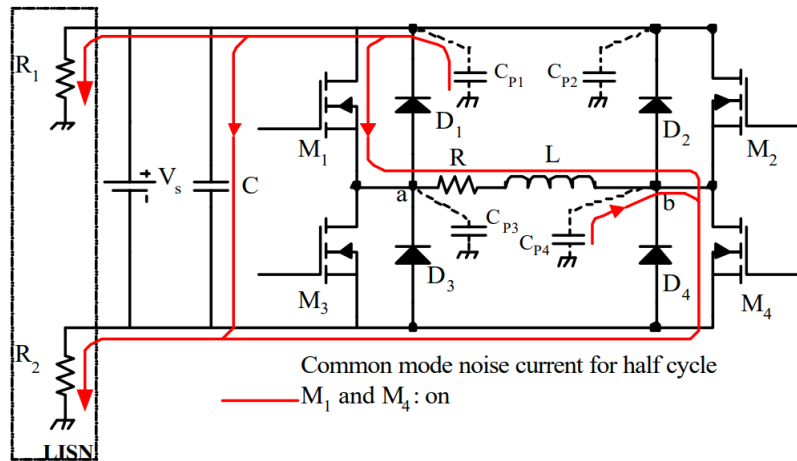 R1
CP1
CP2
D1
D2
M1
R
L
M2
Vs
C
a
b
CP3
CP4
M3
D3
D4
M4
R2
Common mode noise current for half cycle
M1 and M4: on
LISN
+
-